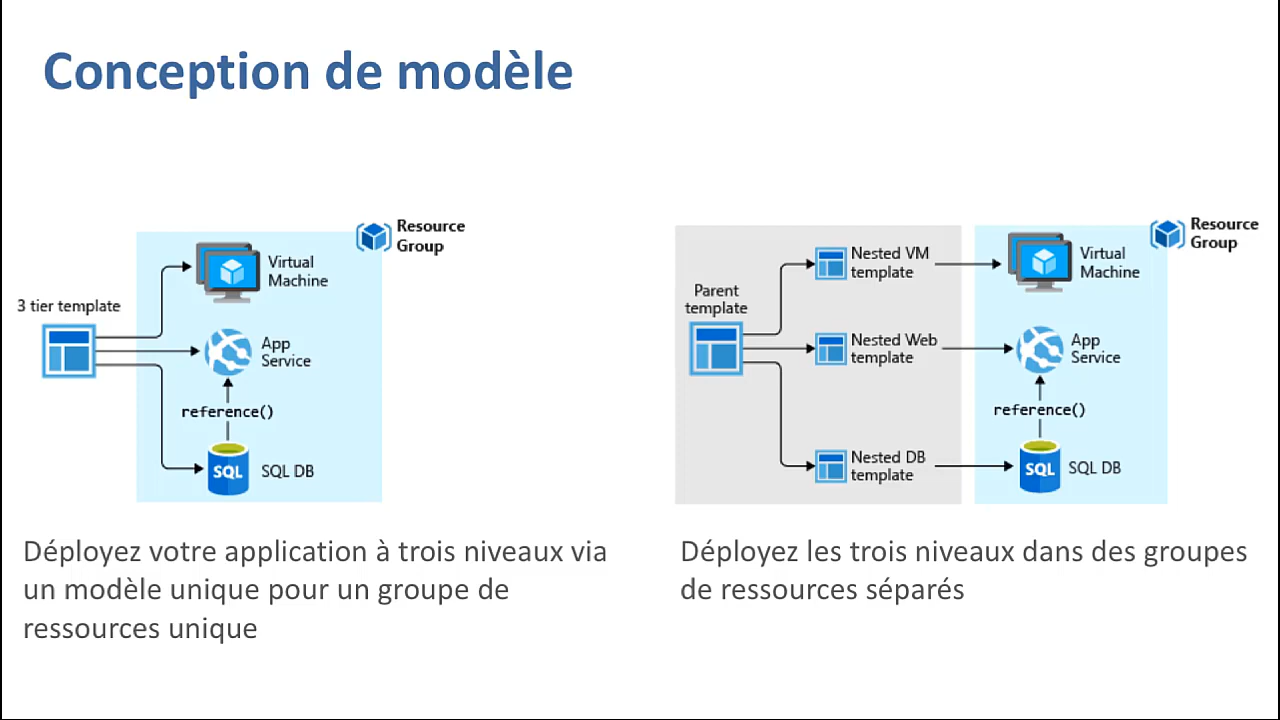 Conception de modèle
Resource
Group
Virtual
Machine
3 tier template
App
Service
reference()
SQL
SQL DB
Resource
Group
Nested VM
template
Virtual
Machine
Parent
template
Nested Web
template
App
Service
reference()
Nested DB
template
SQL
SQL DB
Déployez votre application à trois niveaux via
un modèle unique pour un groupe de
ressources unique
Déployez les trois niveaux dans des groupes
de ressources séparés